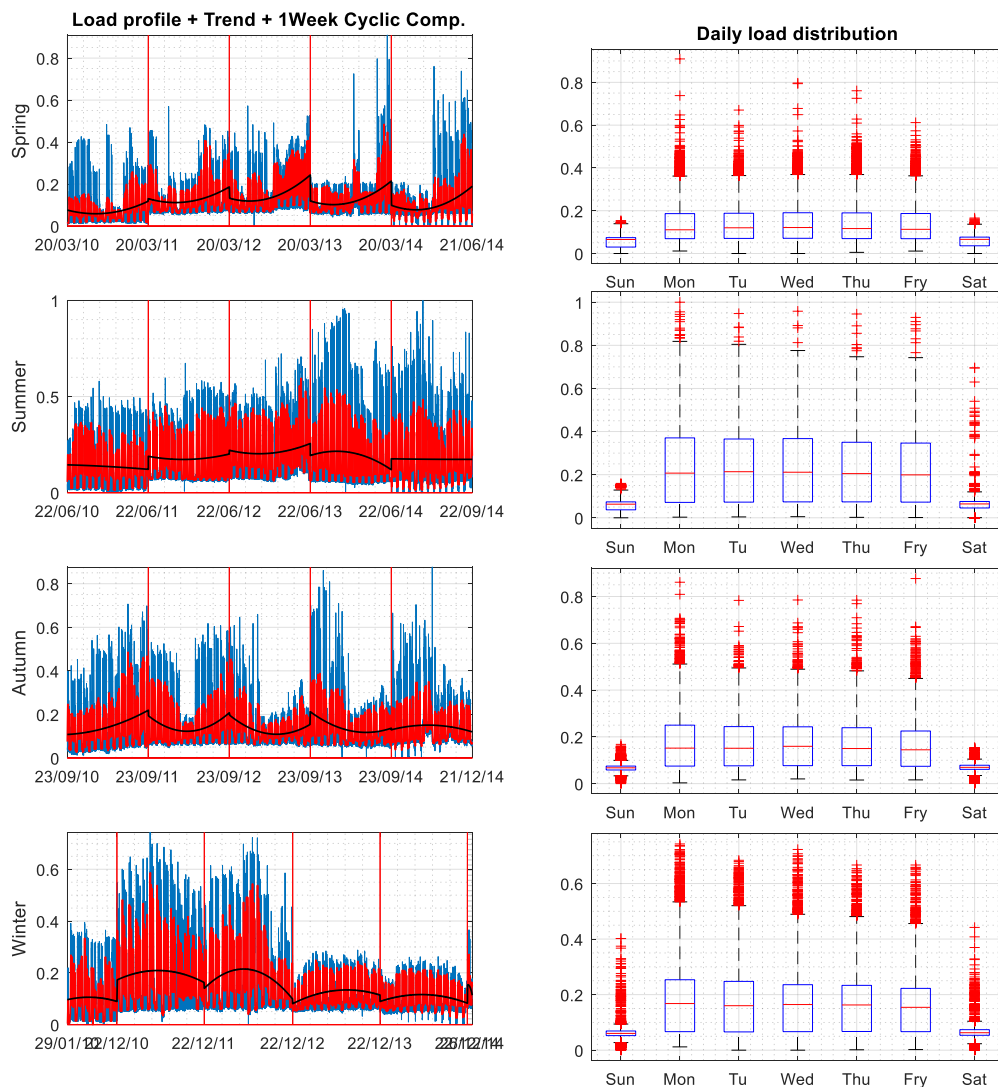 Load profile + Trend + 1Week Cyclic Comp.
Daily load distribution
Spring
0.8
0.6
0.4
0.2
0
20/03/10 20/03/11 20/03/12 20/03/13 20/03/14 21/06/14
0.8
0.6
0.4
0.2
0
Sun Mon Tu Wed Thu Fry Sat
Summer
1
0.5
0
22/06/10 22/06/11 22/06/12 22/06/13 22/06/14 22/09/14
1
0.8
0.6
0.4
0.2
0
Sun Mon Tu Wed Thu Fry Sat
Autumn
0.8
0.6
0.4
0.2
0
23/09/10 23/09/11 23/09/12 23/09/13 23/09/14 21/12/14
0.8
0.6
0.4
0.2
0
Sun Mon Tu Wed Thu Fry Sat
Winter
0.6
0.4
0.2
0
29/01/10 22/12/10 22/12/11 22/12/12 22/12/13
0.6
0.4
0.2
0
Sun Mon Tu Wed Thu Fry Sat